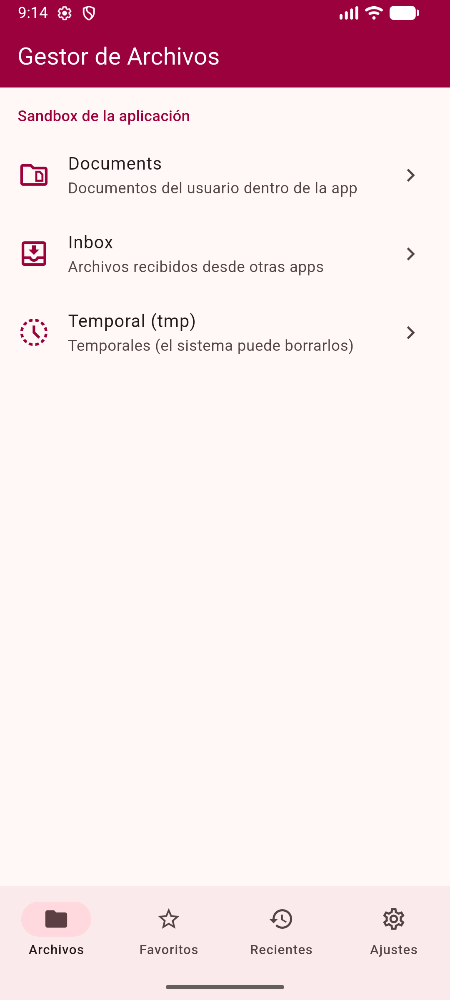 9:14
Gestor de Archivos
Sandbox de la aplicación
Documents
Documentos del usuario dentro de la app
Inbox
Archivos recibidos desde otras apps
Temporal (tmp)
Temporales (el sistema puede borrarlos)
Archivos
Favoritos
Recientes
Ajustes